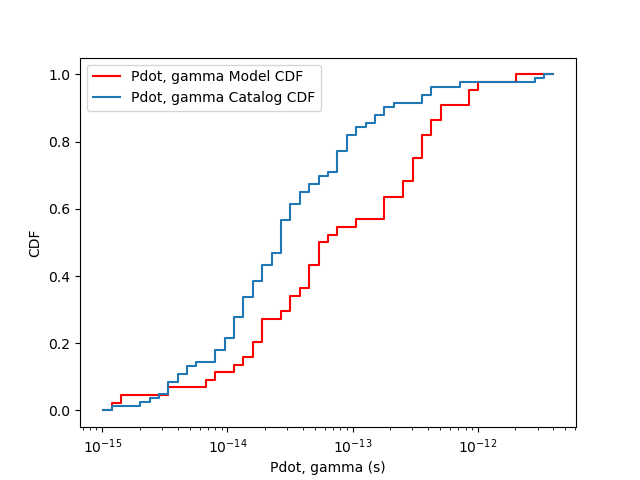 Pdot, gamma Model CDF
Pdot, gamma Catalog CDF
1.0
0.8
0.6
0.4
0.2
0.0
CDF
10⁻¹⁵ 10⁻¹⁴ 10⁻¹³ 10⁻¹²
Pdot, gamma (s)